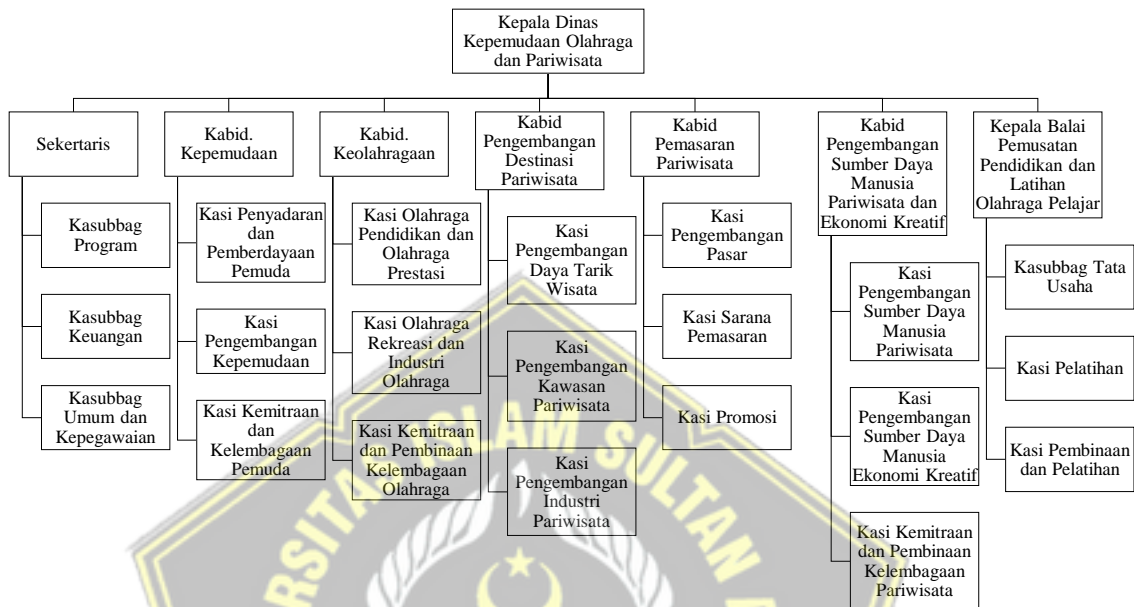 Kepala Dinas
Kepemudaan Olahraga
dan Pariwisata
Sekertaris
Kasubbag
Program
Kasubbag
Keuangan
Kasubbag
Umum dan
Kepegawaian
Kabid.
Kepemudaan
Kasi Penyadaran
dan
Pemberdayaan
Pemuda
Kasi
Pengembangan
Kepemudaan
Kasi Kemitraan
dan
Kelembagaan
Pemuda
Kabid.
Keolahragaan
Kasi Olahraga
Pendidikan dan
Olahraga
Prestasi
Kasi Olahraga
Rekreasi dan
Industri
Olahraga
Kasi Kemitraan
dan Pembinaan
Kelembagaan
Olahraga
Kabid
Pengembangan
Destinasi
Pariwisata
Kasi
Pengembangan
Daya Tarik
Wisata
Kasi
Pengembangan
Kawasan
Pariwisata
Kasi
Pengembangan
Industri
Pariwisata
Kabid
Pemasaran
Pariwisata
Kasi
Pengembangan
Pasar
Kasi Sarana
Pemasaran
Kasi Promosi
Kabid
Pengembangan
Sumber Daya
Manusia
Pariwisata dan
Ekonomi Kreatif
Kasi
Pengembangan
Sumber Daya
Manusia
Pariwisata
Kasi
Pengembangan
Sumber Daya
Manusia
Ekonomi Kreatif
Kasi Kemitraan
dan Pembinaan
Kelembagaan
Pariwisata
Kepala Balai
Pemusatan
Pendidikan dan
Latihan
Olahraga Pelajar
Kasubbag Tata
Usaha
Kasi Pelatihan
Kasi Pembinaan
dan Pelatihan
ISLAM SULTAN